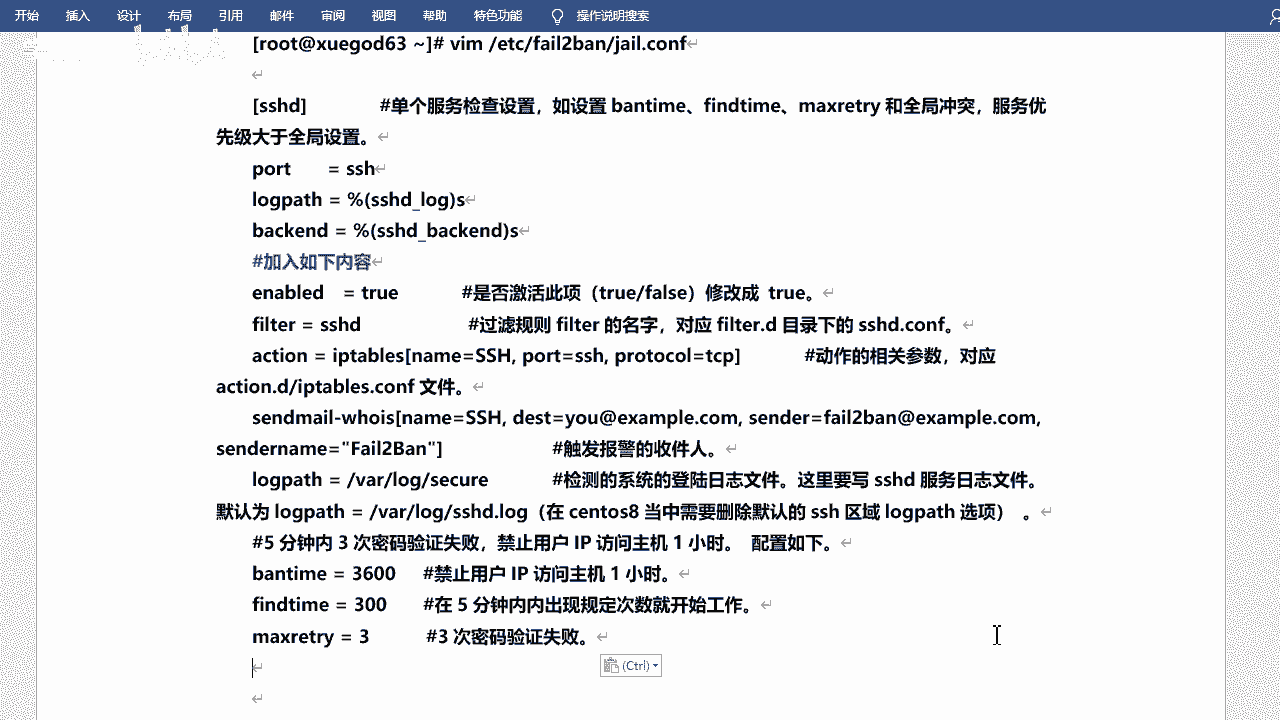 开始 插入 设计 布局 引用 邮件 审阅 视图 帮助 特色功能 操作说明搜索
[root@xuegod63 ~]# vim /etc/fail2ban/jail.conf
[sshd] #单个服务检查设置，如设置 bantime、findtime、maxretry 和全局冲突，服务优
先级大于全局设置。
port = ssh
logpath = %(sshd_log)s
backend = %(sshd_backend)s
#加入如下内容
enabled = true #是否激活此项（true/false）修改成 true。
filter = sshd #过滤规则 filter 的名字，对应 filter.d 目录下的 sshd.conf。
action = iptables[name=SSH, port=ssh, protocol=tcp] #动作的相关参数，对应
action.d/iptables.conf 文件。
sendmail-whois[name=SSH, dest=you@example.com, sender=fail2ban@example.com,
sendername="Fail2Ban"] #触发报警的收件人。
logpath = /var/log/secure #检测的系统的登陆日志文件。这里要写 sshd 服务日志文件。
默认为 logpath = /var/log/sshd.log（在 centos8 当中需要删除默认的 ssh 区域 logpath 选项） 。
#5 分钟内 3 次密码验证失败，禁止用户 IP 访问主机 1 小时。 配置如下。
bantime = 3600 #禁止用户 IP 访问主机 1 小时。
findtime = 300 #在 5 分钟内内出现规定次数就开始工作。
maxretry = 3 #3 次密码验证失败。
(Ctrl)